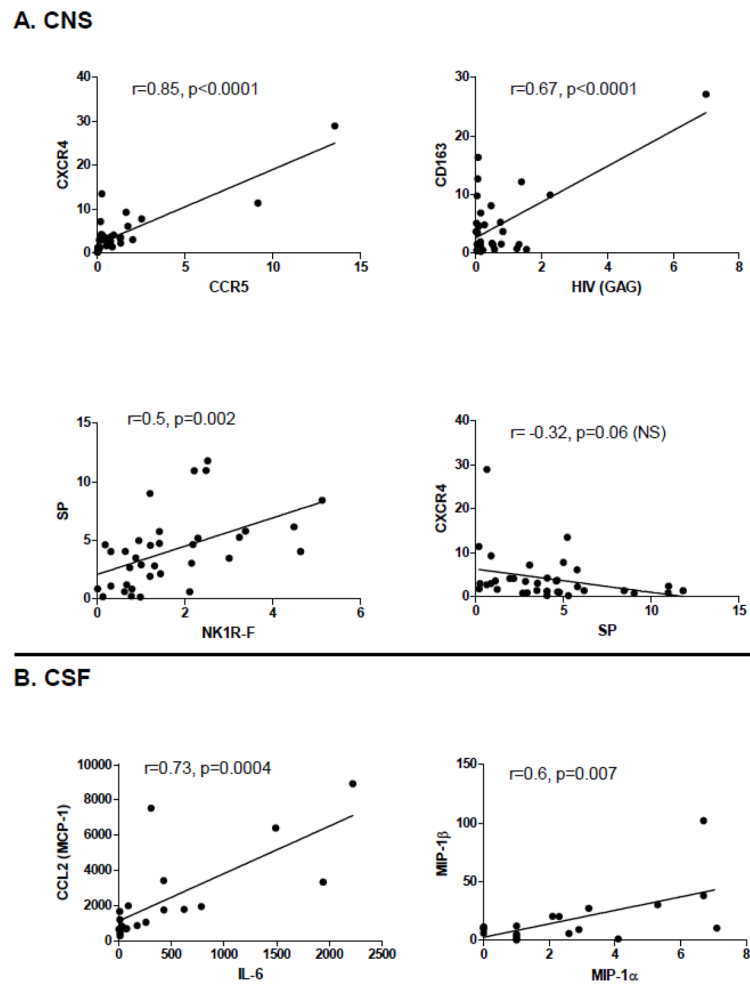 A. CNS
r=0.85, p<0.0001
CXCR4
40
30
20
10
0
0
5
10
15
CCR5
r=0.67, p<0.0001
CD163
30
20
10
0
0
2
4
6
8
HIV (GAG)
r=0.5, p=0.002
SP
15
10
5
0
0
2
4
6
NK1R-F
r= -0.32, p=0.06 (NS)
CXCR4
40
30
20
10
0
0
5
10
15
SP
B. CSF
r=0.73, p=0.0004
CCL2 (MCP-1)
10000
8000
6000
4000
2000
0
0
500
1000
1500
2000
2500
IL-6
r=0.6, p=0.007
MIP-1β
150
100
50
0
0
2
4
6
8
MIP-1α